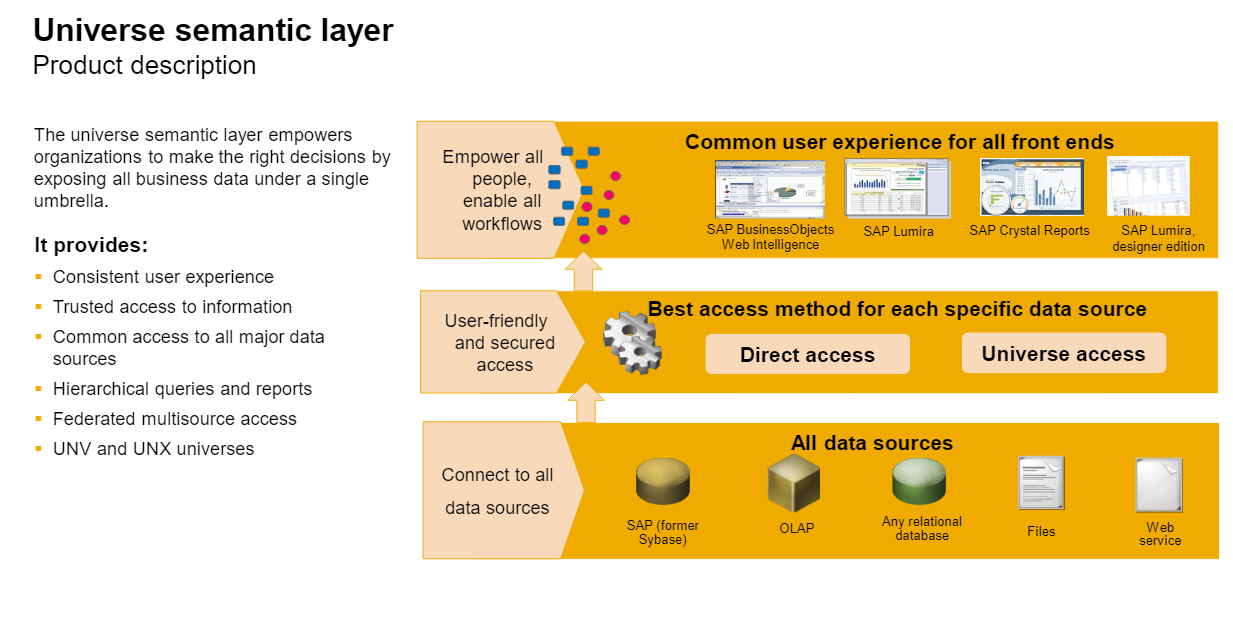 Universe semantic layer
Product description
The universe semantic layer empowers
organizations to make the right decisions by
exposing all business data under a single
umbrella.
It provides:
Consistent user experience
Trusted access to information
Common access to all major data
sources
Hierarchical queries and reports
Federated multisource access
UNV and UNX universes
Empower all
people,
enable all
workflows
Common user experience for all front ends
SAP BusinessObjects
Web Intelligence
SAP Lumira
SAP Crystal Reports
SAP Lumira,
designer edition
User-friendly
and secured
access
Best access method for each specific data source
Direct access
Universe access
Connect to all
data sources
All data sources
SAP (former
Sybase)
OLAP
Any relational
database
Files
Web
service